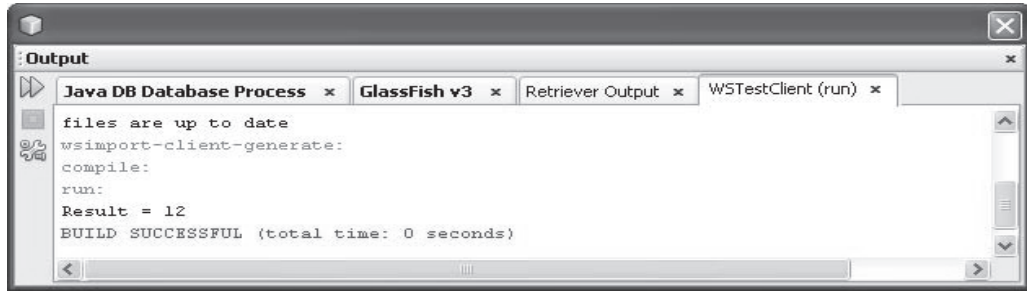 Output
Java DB Database Process GlassFish v3 Retriever Output WSTestClient (run)
files are up to date
wsimport-client-generate:
compile:
run:
Result = 12
BUILD SUCCESSFUL (total time: 0 seconds)